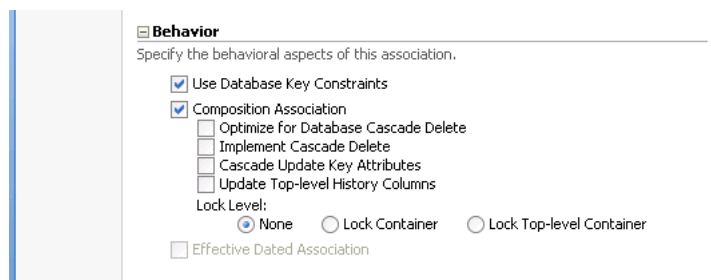 Behavior
Specify the behavioral aspects of this association.
Use Database Key Constraints
Composition Association
Optimize for Database Cascade Delete
Implement Cascade Delete
Cascade Update Key Attributes
Update Top-level History Columns
Lock Level:
None Lock Container Lock Top-level Container
Effective Dated Association